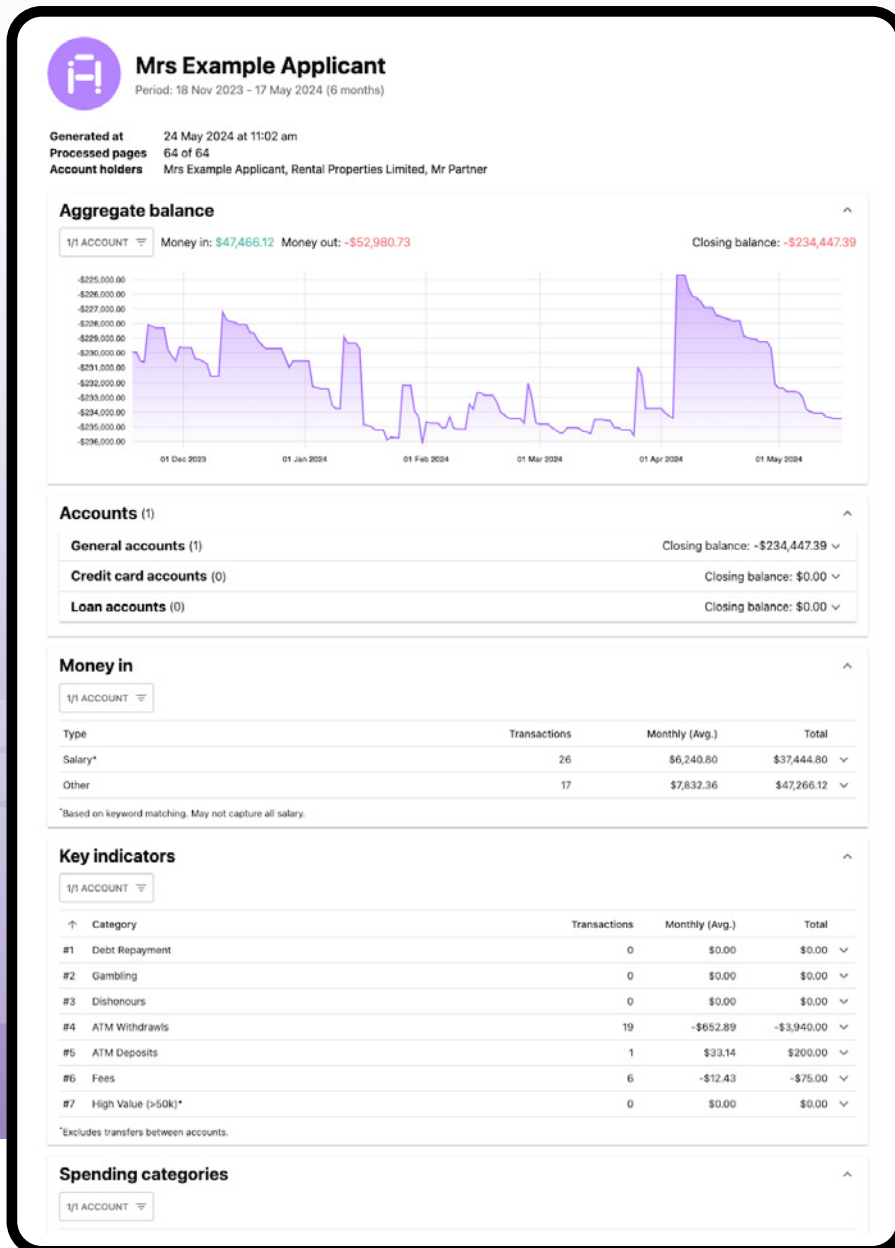 Mrs Example Applicant
Period: 18 Nov 2023 - 17 May 2024 (6 months)
Generated at 24 May 2024 at 11:02 am
Processed pages 64 of 64
Account holders Mrs Example Applicant, Rental Properties Limited, Mr Partner
Aggregate balance
1/1 ACCOUNT Money in: $47,466.12 Money out: -$52,980.73 Closing balance: -$234,447.39
-$225,000.00
-$226,000.00
-$227,000.00
-$228,000.00
-$229,000.00
-$230,000.00
-$231,000.00
-$232,000.00
-$233,000.00
-$234,000.00
-$235,000.00
-$236,000.00
01 Dec 2023 01 Jan 2024 01 Feb 2024 01 Mar 2024 01 Apr 2024 01 May 2024
Accounts (1)
General accounts (1) Closing balance: -$234,447.39
Credit card accounts (0) Closing balance: $0.00
Loan accounts (0) Closing balance: $0.00
Money in
1/1 ACCOUNT
Type Transactions Monthly (Avg.) Total
Salary* 26 $6,240.80 $37,444.80
Other 17 $7,832.36 $47,266.12
*Based on keyword matching. May not capture all salary.
Key indicators
1/1 ACCOUNT
Category Transactions Monthly (Avg.) Total
#1 Debt Repayment 0 $0.00 $0.00
#2 Gambling 0 $0.00 $0.00
#3 Dishonours 0 $0.00 $0.00
#4 ATM Withdrawls 19 -$652.89 -$3,940.00
#5 ATM Deposits 1 $33.14 $200.00
#6 Fees 6 -$12.43 -$75.00
#7 High Value (>50k)* 0 $0.00 $0.00
*Excludes transfers between accounts.
Spending categories
1/1 ACCOUNT